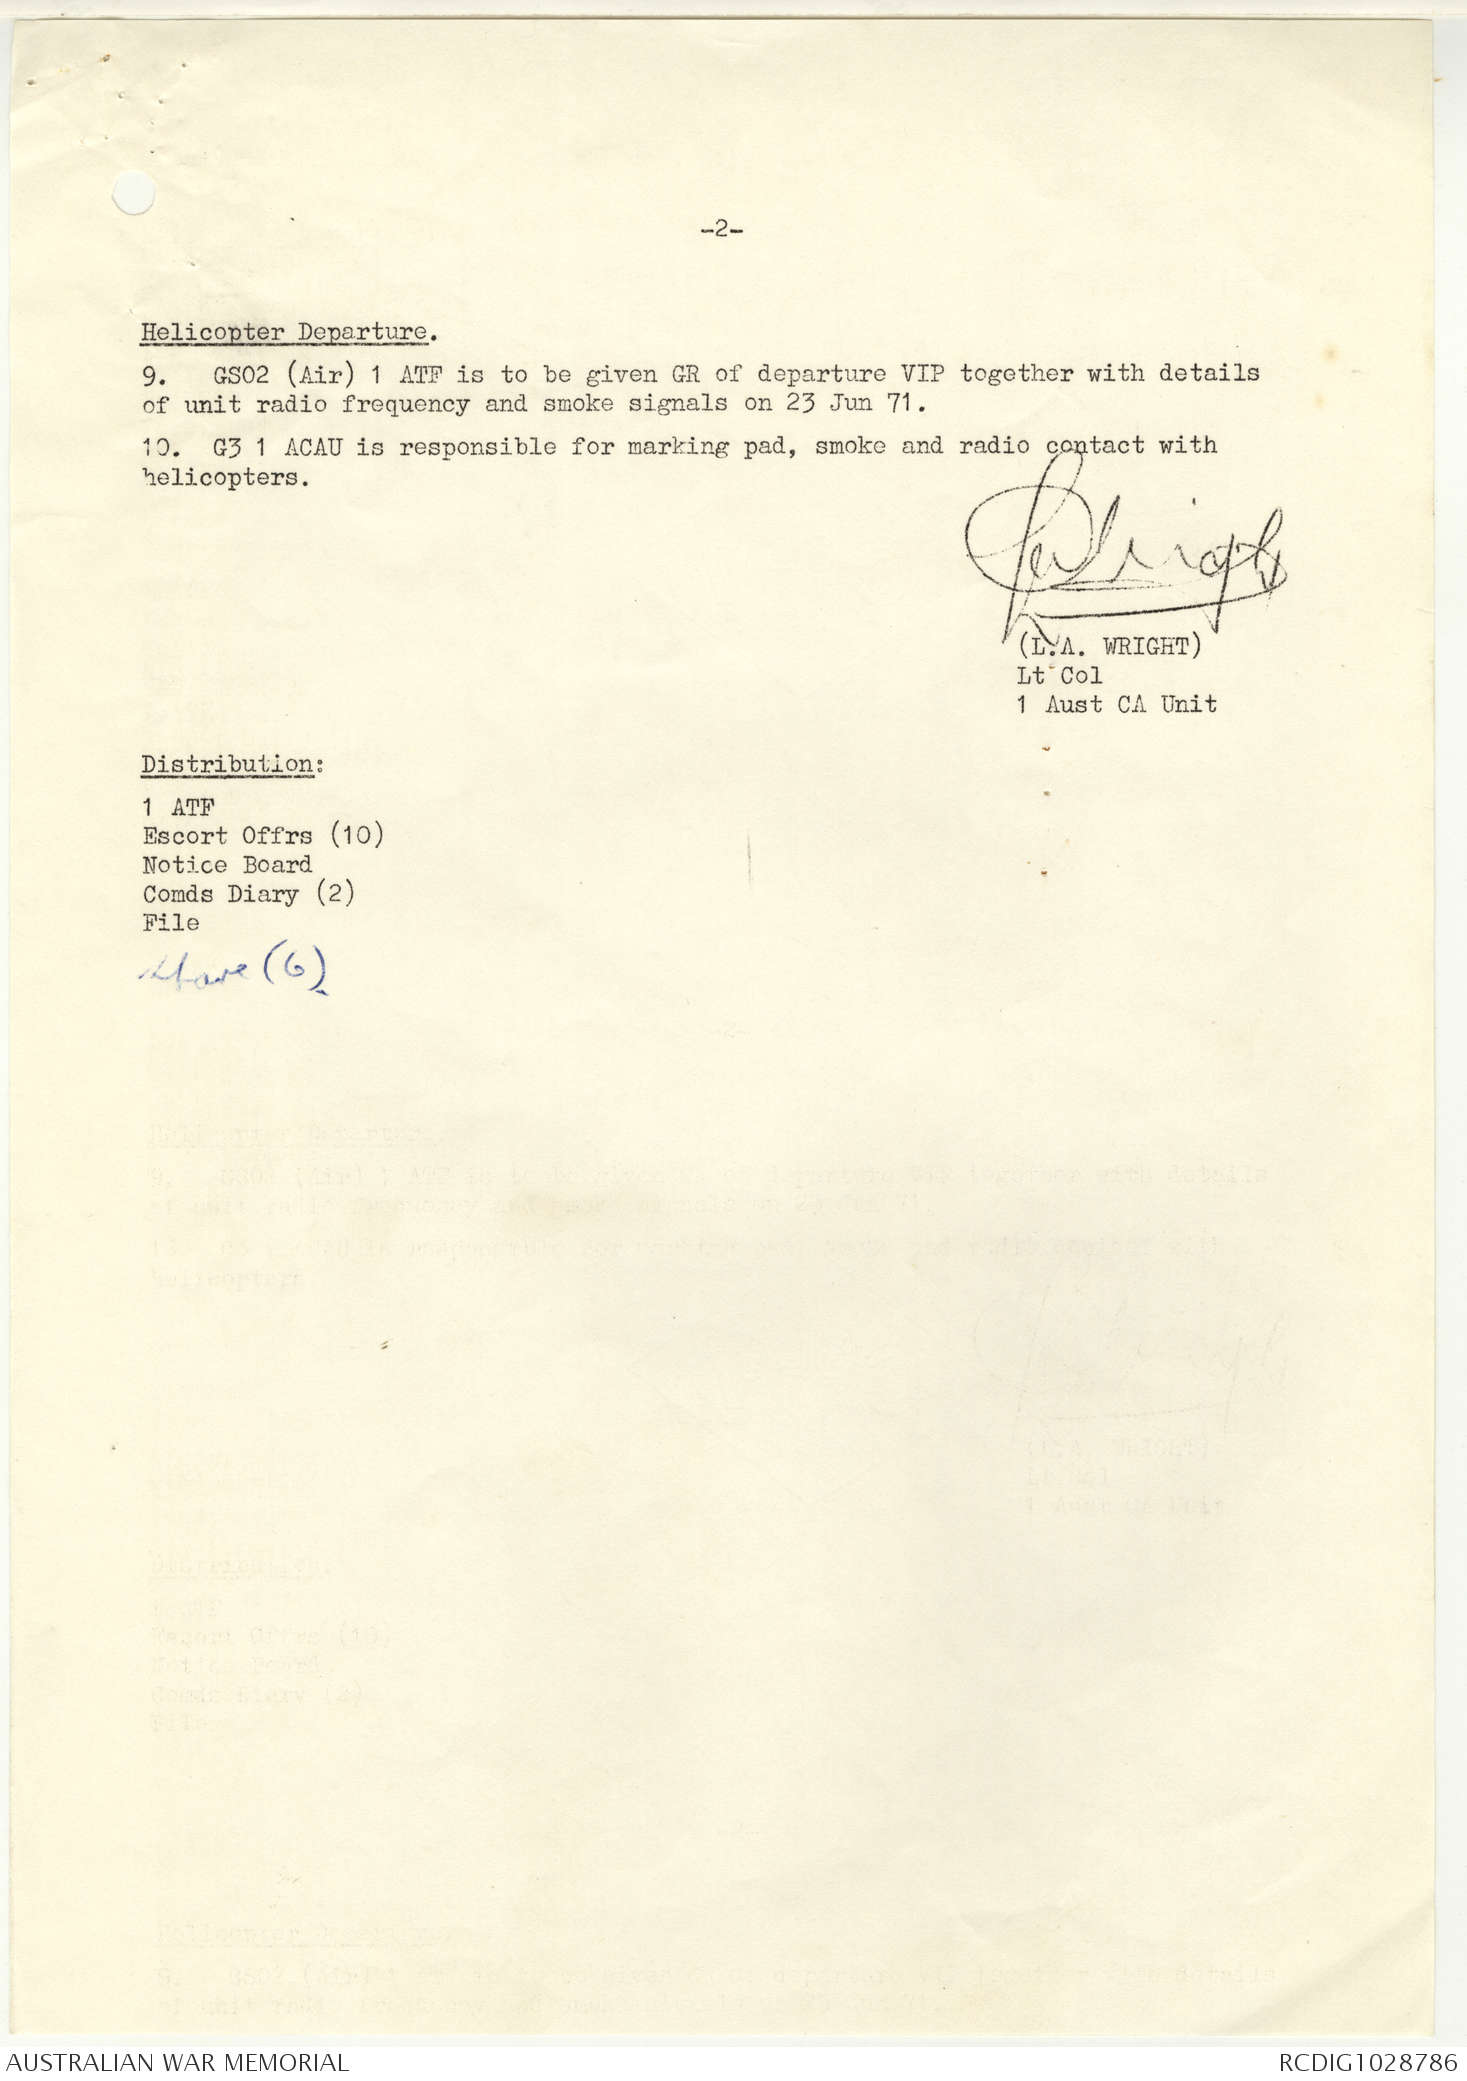 -2-
Helicopter Departure.
9. GSO2 (Air) 1 ATF is to be given GR of departure VIP together with details
of unit radio frequency and smoke signals on 23 Jun 71.
10. G3 1 ACAU is responsible for marking pad, smoke and radio contact with
helicopters.
(L.A. WRIGHT)
Lt Col
1 Aust CA Unit
Distribution:
1 ATF
Escort Offrs (10)
Notice Board
Comds Diary (2)
File
(6)
AUSTRALIAN WAR MEMORIAL
RCDIG1028786